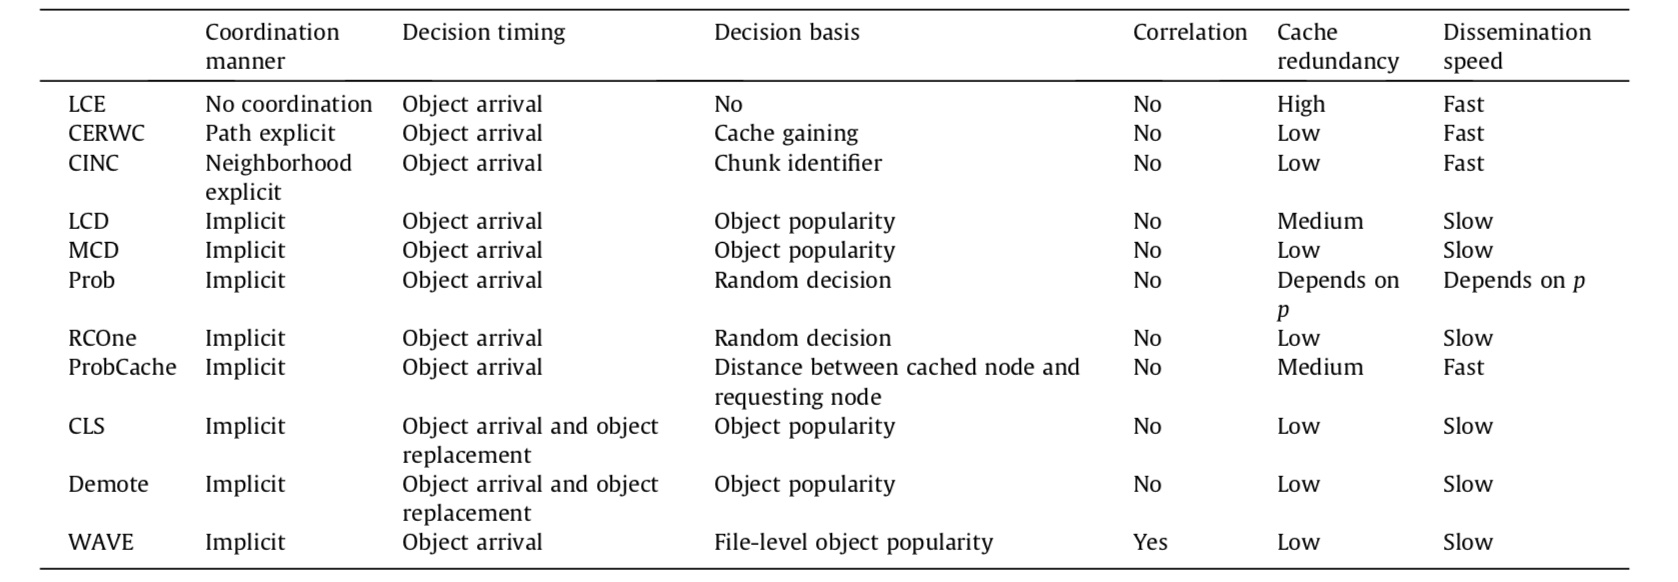 Coordination manner Decision timing Decision basis Correlation Cache redundancy Dissemination speed
LCE No coordination Object arrival No No High Fast
CERWC Path explicit Object arrival Cache gaining No Low Fast
CINC Neighborhood explicit Object arrival Chunk identifier No Low Fast
LCD Implicit Object arrival Object popularity No Medium Slow
MCD Implicit Object arrival Object popularity No Low Slow
Prob Implicit Object arrival Random decision No Depends on p Depends on p
RCOne Implicit Object arrival Random decision No Low Slow
ProbCache Implicit Object arrival Distance between cached node and requesting node No Medium Fast
CLS Implicit Object arrival and object replacement Object popularity No Low Slow
Demote Implicit Object arrival and object replacement Object popularity No Low Slow
WAVE Implicit Object arrival File-level object popularity Yes Low Slow